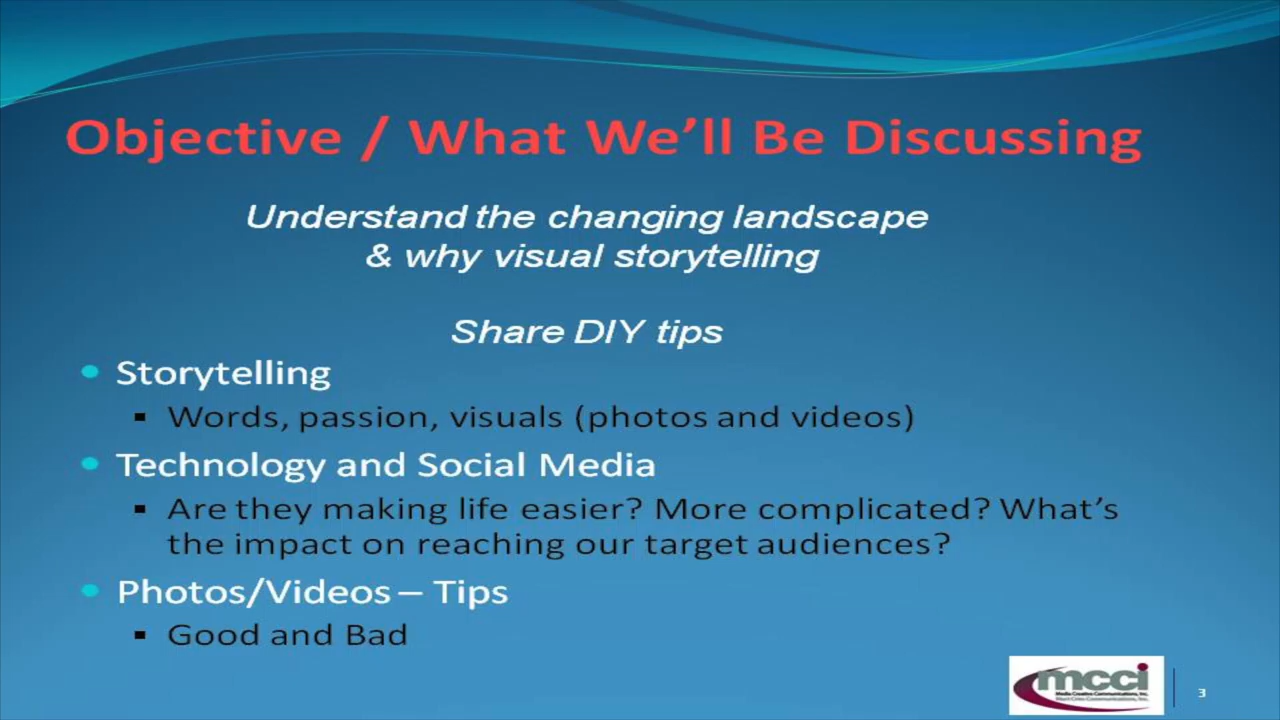 Objective / What We'll Be Discussing
Understand the changing landscape
& why visual storytelling
Share DIY tips
• Storytelling
▪ Words, passion, visuals (photos and videos)
• Technology and Social Media
▪ Are they making life easier? More complicated? What's
the impact on reaching our target audiences?
• Photos/Videos – Tips
▪ Good and Bad
mcci
3